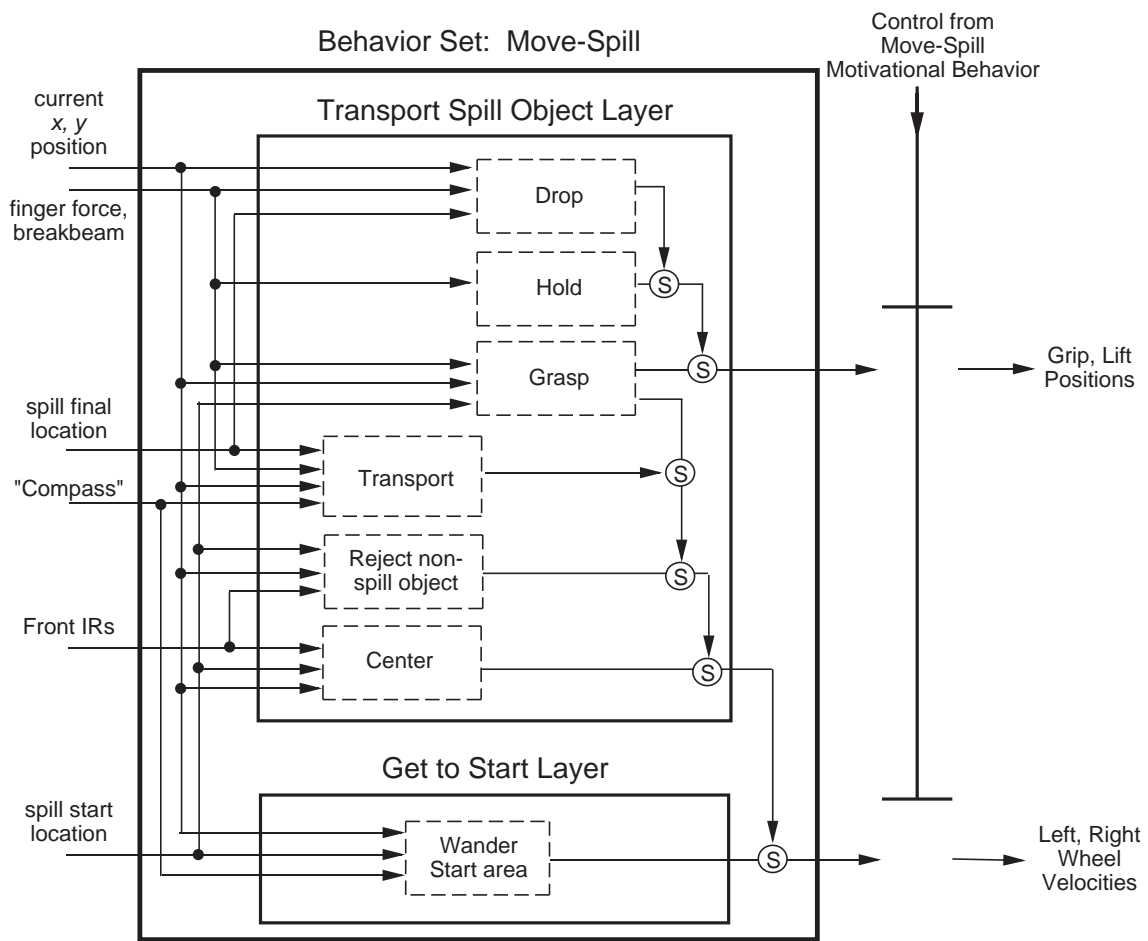 Behavior Set:  Move-Spill
Control from
Move-Spill
Motivational Behavior
current
x, y
position
Transport Spill Object Layer
finger force,
breakbeam
Drop
S
Hold
S
Grasp
Grip, Lift
Positions
spill final
location
Transport
S
"Compass"
Reject non-
spill object
S
Front IRs
Center
S
Get to Start Layer
spill start
location
Wander
Start area
S
Left, Right
Wheel
Velocities